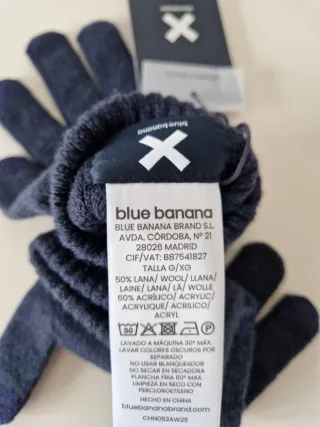 blue banana
blue banana
BLUE BANANA BRAND S.L.
AVDA. CÓRDOBA, Nº 21
28026 MADRID
CIF/VAT: B87541827
TALLA G/XG
50% LANA/ WOOL/ LLANA/
LAINE/ LANA/ LÃ/ WOLLE
50% ACRÍLICO/ ACRYLIC/
ACRYLIQUE/ ACRILICO/
ACRYL
30
P
LAVADO A MÁQUINA 30º MÁX.
LAVAR COLORES OSCUROS POR
SEPARADO
NO USAR BLANQUEADOR
NO SECAR EN SECADORA
PLANCHA FRIA 110º MAX.
LIMPIEZA EN SECO CON
PERCLOROETILENO
HECHO EN CHINA
bluebananabrand.com
CHN052AW25